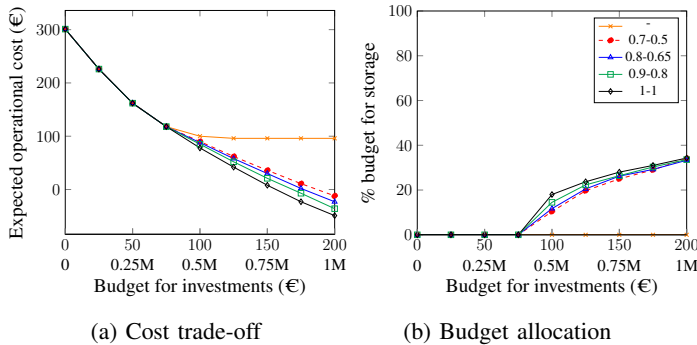 Expected operational cost (€)
300
200
100
0
0 50 100 150 200
0 0.25M 0.5M 0.75M 1M
Budget for investments (€)
(a) Cost trade-off
% budget for storage
100
80
60
40
20
0
-
0.7-0.5
0.8-0.65
0.9-0.8
1-1
0 50 100 150 200
0 0.25M 0.5M 0.75M 1M
Budget for investments (€)
(b) Budget allocation